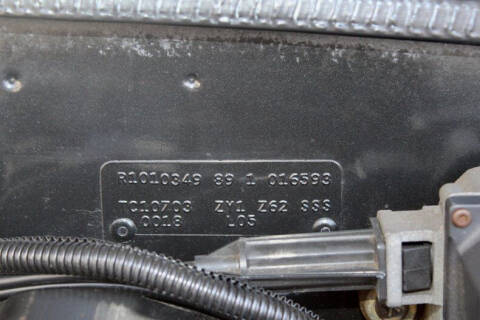 R1010349 89 1 016593
TC10703 ZY1 Z62 SSS
0018 L05